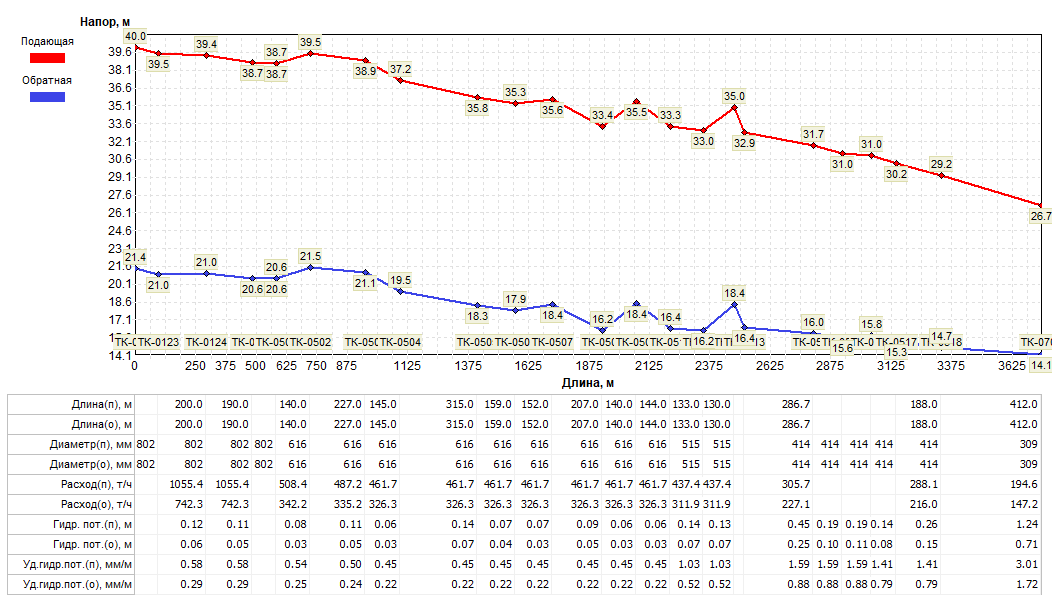 Напор, м
Подающая
Обратная
40.0 39.5 39.4 38.7 38.7 38.7 39.5 38.9 37.2 35.8 35.3 35.6 33.4 35.5 33.3 33.0 35.0 32.9 31.7 31.0 31.0 30.2 29.2 26.7
39.6
38.1
36.6
35.1
33.6
32.1
30.6
29.1
27.6
26.1
24.6
23.1
21.6
20.1
18.6
17.1
14.1
21.4 21.0 21.0 20.6 20.6 20.6 21.5 21.1 19.5 18.3 17.9 18.4 16.2 18.4 16.4 16.2 18.4 16.4 16.0 15.6 15.8 15.3 14.7 14.1
ТК-0123 ТК-0124 ТК-0502 ТК-0504 ТК-0507
0 250 375 500 625 750 875 1125 1375 1625 1875 2125 2375 2625 2875 3125 3375 3625
Длина, м
Длина(п), м 200.0 190.0 140.0 227.0 145.0 315.0 159.0 152.0 207.0 140.0 144.0 133.0 130.0 286.7 188.0 412.0
Длина(о), м 200.0 190.0 140.0 227.0 145.0 315.0 159.0 152.0 207.0 140.0 144.0 133.0 130.0 286.7 188.0 412.0
Диаметр(п), мм 802 802 802 802 616 616 616 616 616 616 616 616 616 515 515 414 414 414 414 414 309
Диаметр(о), мм 802 802 802 802 616 616 616 616 616 616 616 616 616 515 515 414 414 414 414 414 309
Расход(п), т/ч 1055.4 1055.4 508.4 487.2 461.7 461.7 461.7 461.7 461.7 461.7 461.7 437.4 437.4 305.7 288.1 194.6
Расход(о), т/ч 742.3 742.3 342.2 335.2 326.3 326.3 326.3 326.3 326.3 326.3 326.3 311.9 311.9 227.1 216.0 147.2
Гидр. пот.(п), м 0.12 0.11 0.08 0.11 0.06 0.14 0.07 0.07 0.09 0.06 0.06 0.14 0.13 0.45 0.19 0.19 0.14 0.26 1.24
Гидр. пот.(о), м 0.06 0.05 0.03 0.05 0.03 0.07 0.04 0.03 0.05 0.03 0.03 0.07 0.07 0.25 0.10 0.11 0.08 0.15 0.71
Уд.гидр.пот.(п), мм/м 0.58 0.58 0.54 0.50 0.45 0.45 0.45 0.45 0.45 0.45 0.45 1.03 1.03 1.59 1.59 1.59 1.41 1.41 3.01
Уд.гидр.пот.(о), мм/м 0.29 0.29 0.25 0.24 0.22 0.22 0.22 0.22 0.22 0.22 0.22 0.52 0.52 0.88 0.88 0.88 0.79 0.79 1.72